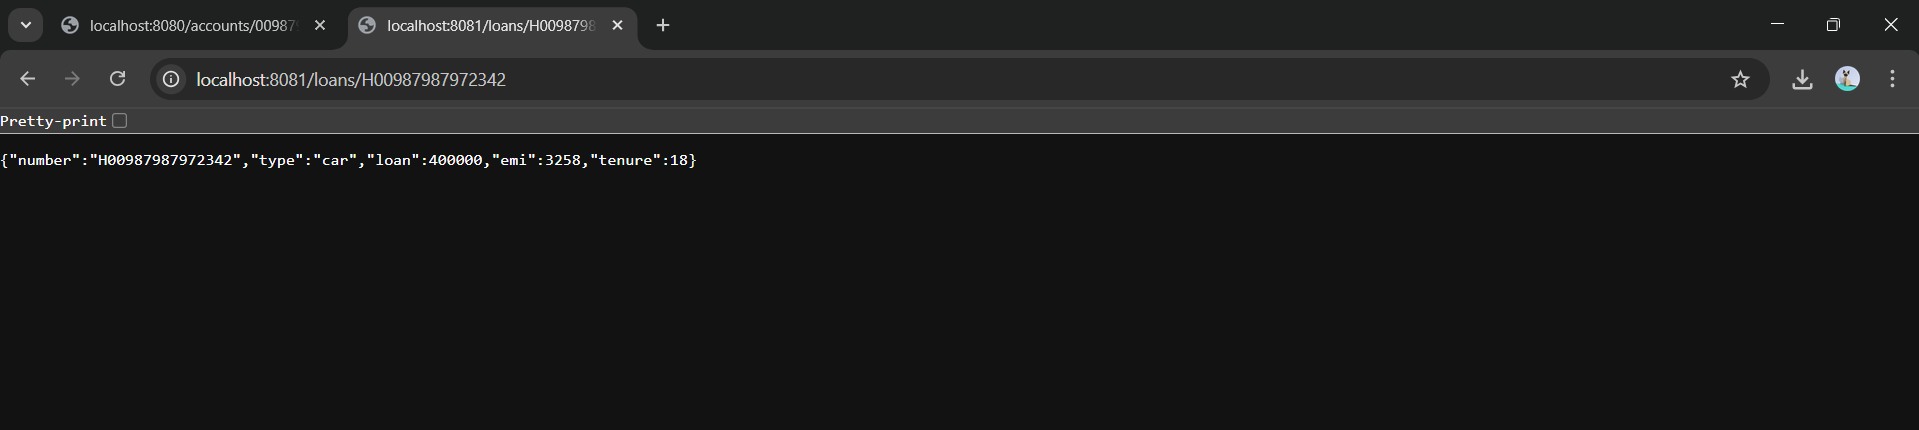 localhost:8080/accounts/00987
localhost:8081/loans/H0098798
localhost:8081/loans/H00987987972342
Pretty-print
{"number":"H00987987972342","type":"car","loan":400000,"emi":3258,"tenure":18}